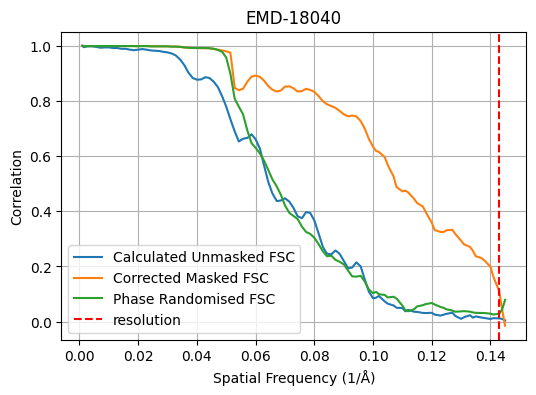 EMD-18040
Correlation
1.0
0.8
0.6
0.4
0.2
0.0
Calculated Unmasked FSC
Corrected Masked FSC
Phase Randomised FSC
resolution
0.00 0.02 0.04 0.06 0.08 0.10 0.12 0.14
Spatial Frequency (1/Å)